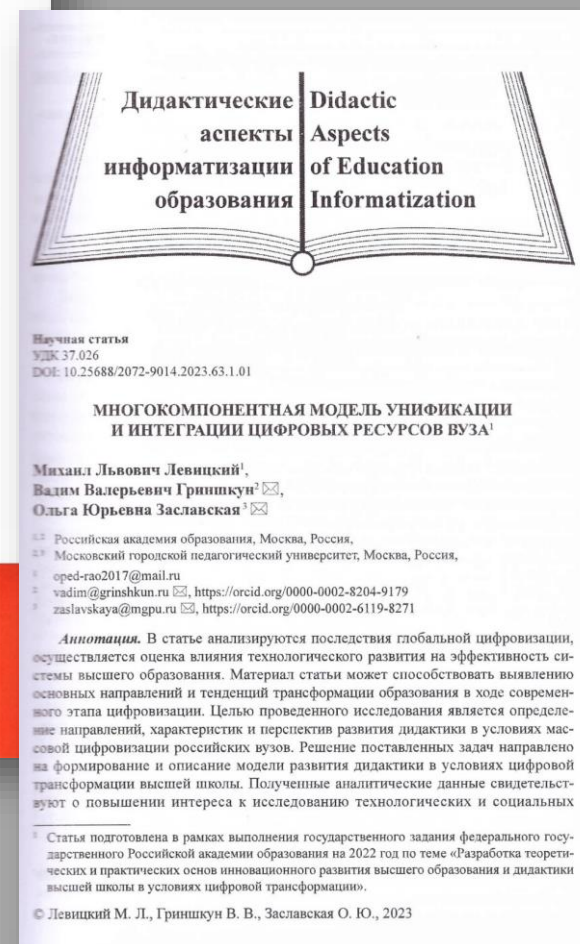 Дидактические
аспекты
информатизации
образования
Didactic
Aspects
of Education
Informatization
Научная статья
УДК 37.026
DOI: 10.25688/2072-9014.2023.63.1.01
МНОГОКОМПОНЕНТНАЯ МОДЕЛЬ УНИФИКАЦИИ
И ИНТЕГРАЦИИ ЦИФРОВЫХ РЕСУРСОВ ВУЗА¹
Михаил Львович Левицкий¹,
Вадим Валерьевич Гриншкун² ✉,
Ольга Юрьевна Заславская³ ✉
¹,² Российская академия образования, Москва, Россия,
²,³ Московский городской педагогический университет, Москва, Россия,
¹ oped-rao2017@mail.ru
² vadim@grinshkun.ru ✉, https://orcid.org/0000-0002-8204-9179
³ zaslavskaya@mgpu.ru ✉, https://orcid.org/0000-0002-6119-8271
Аннотация. В статье анализируются последствия глобальной цифровизации,
осуществляется оценка влияния технологического развития на эффективность си-
стемы высшего образования. Материал статьи может способствовать выявлению
основных направлений и тенденций трансформации образования в ходе современ-
ного этапа цифровизации. Целью проведенного исследования является определе-
ние направлений, характеристик и перспектив развития дидактики в условиях мас-
совой цифровизации российских вузов. Решение поставленных задач направлено
на формирование и описание модели развития дидактики в условиях цифровой
трансформации высшей школы. Полученные аналитические данные свидетельст-
вуют о повышении интереса к исследованию технологических и социальных
¹ Статья подготовлена в рамках выполнения государственного задания федерального госу-
дарственного Российской академии образования на 2022 год по теме «Разработка теорети-
ческих и практических основ инновационного развития высшего образования и дидактики
высшей школы в условиях цифровой трансформации».
© Левицкий М. Л., Гриншкун В. В., Заславская О. Ю., 2023